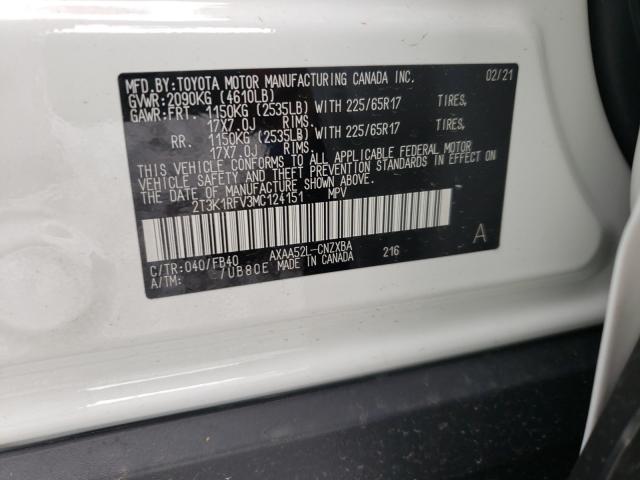 MFD.BY:TOYOTA MOTOR MANUFACTURING CANADA INC. 02/21
GVWR:2090KG (4610LB)
GAWR:FRT. 1150KG (2535LB) WITH 225/65R17 TIRES,
17X7.0J RIMS.
RR. 1150KG (2535LB) WITH 225/65R17 TIRES,
17X7.0J RIMS.
THIS VEHICLE CONFORMS TO ALL APPLICABLE FEDERAL MOTOR
VEHICLE SAFETY AND THEFT PREVENTION STANDARDS IN EFFECT
ON THE DATE OF MANUFACTURE SHOWN ABOVE.
2T3K1RFV3MC124151 MPV
C/TR:040/FB40 AXAA52L-CNZXBA 216 A
A/TM: /UB80E MADE IN CANADA